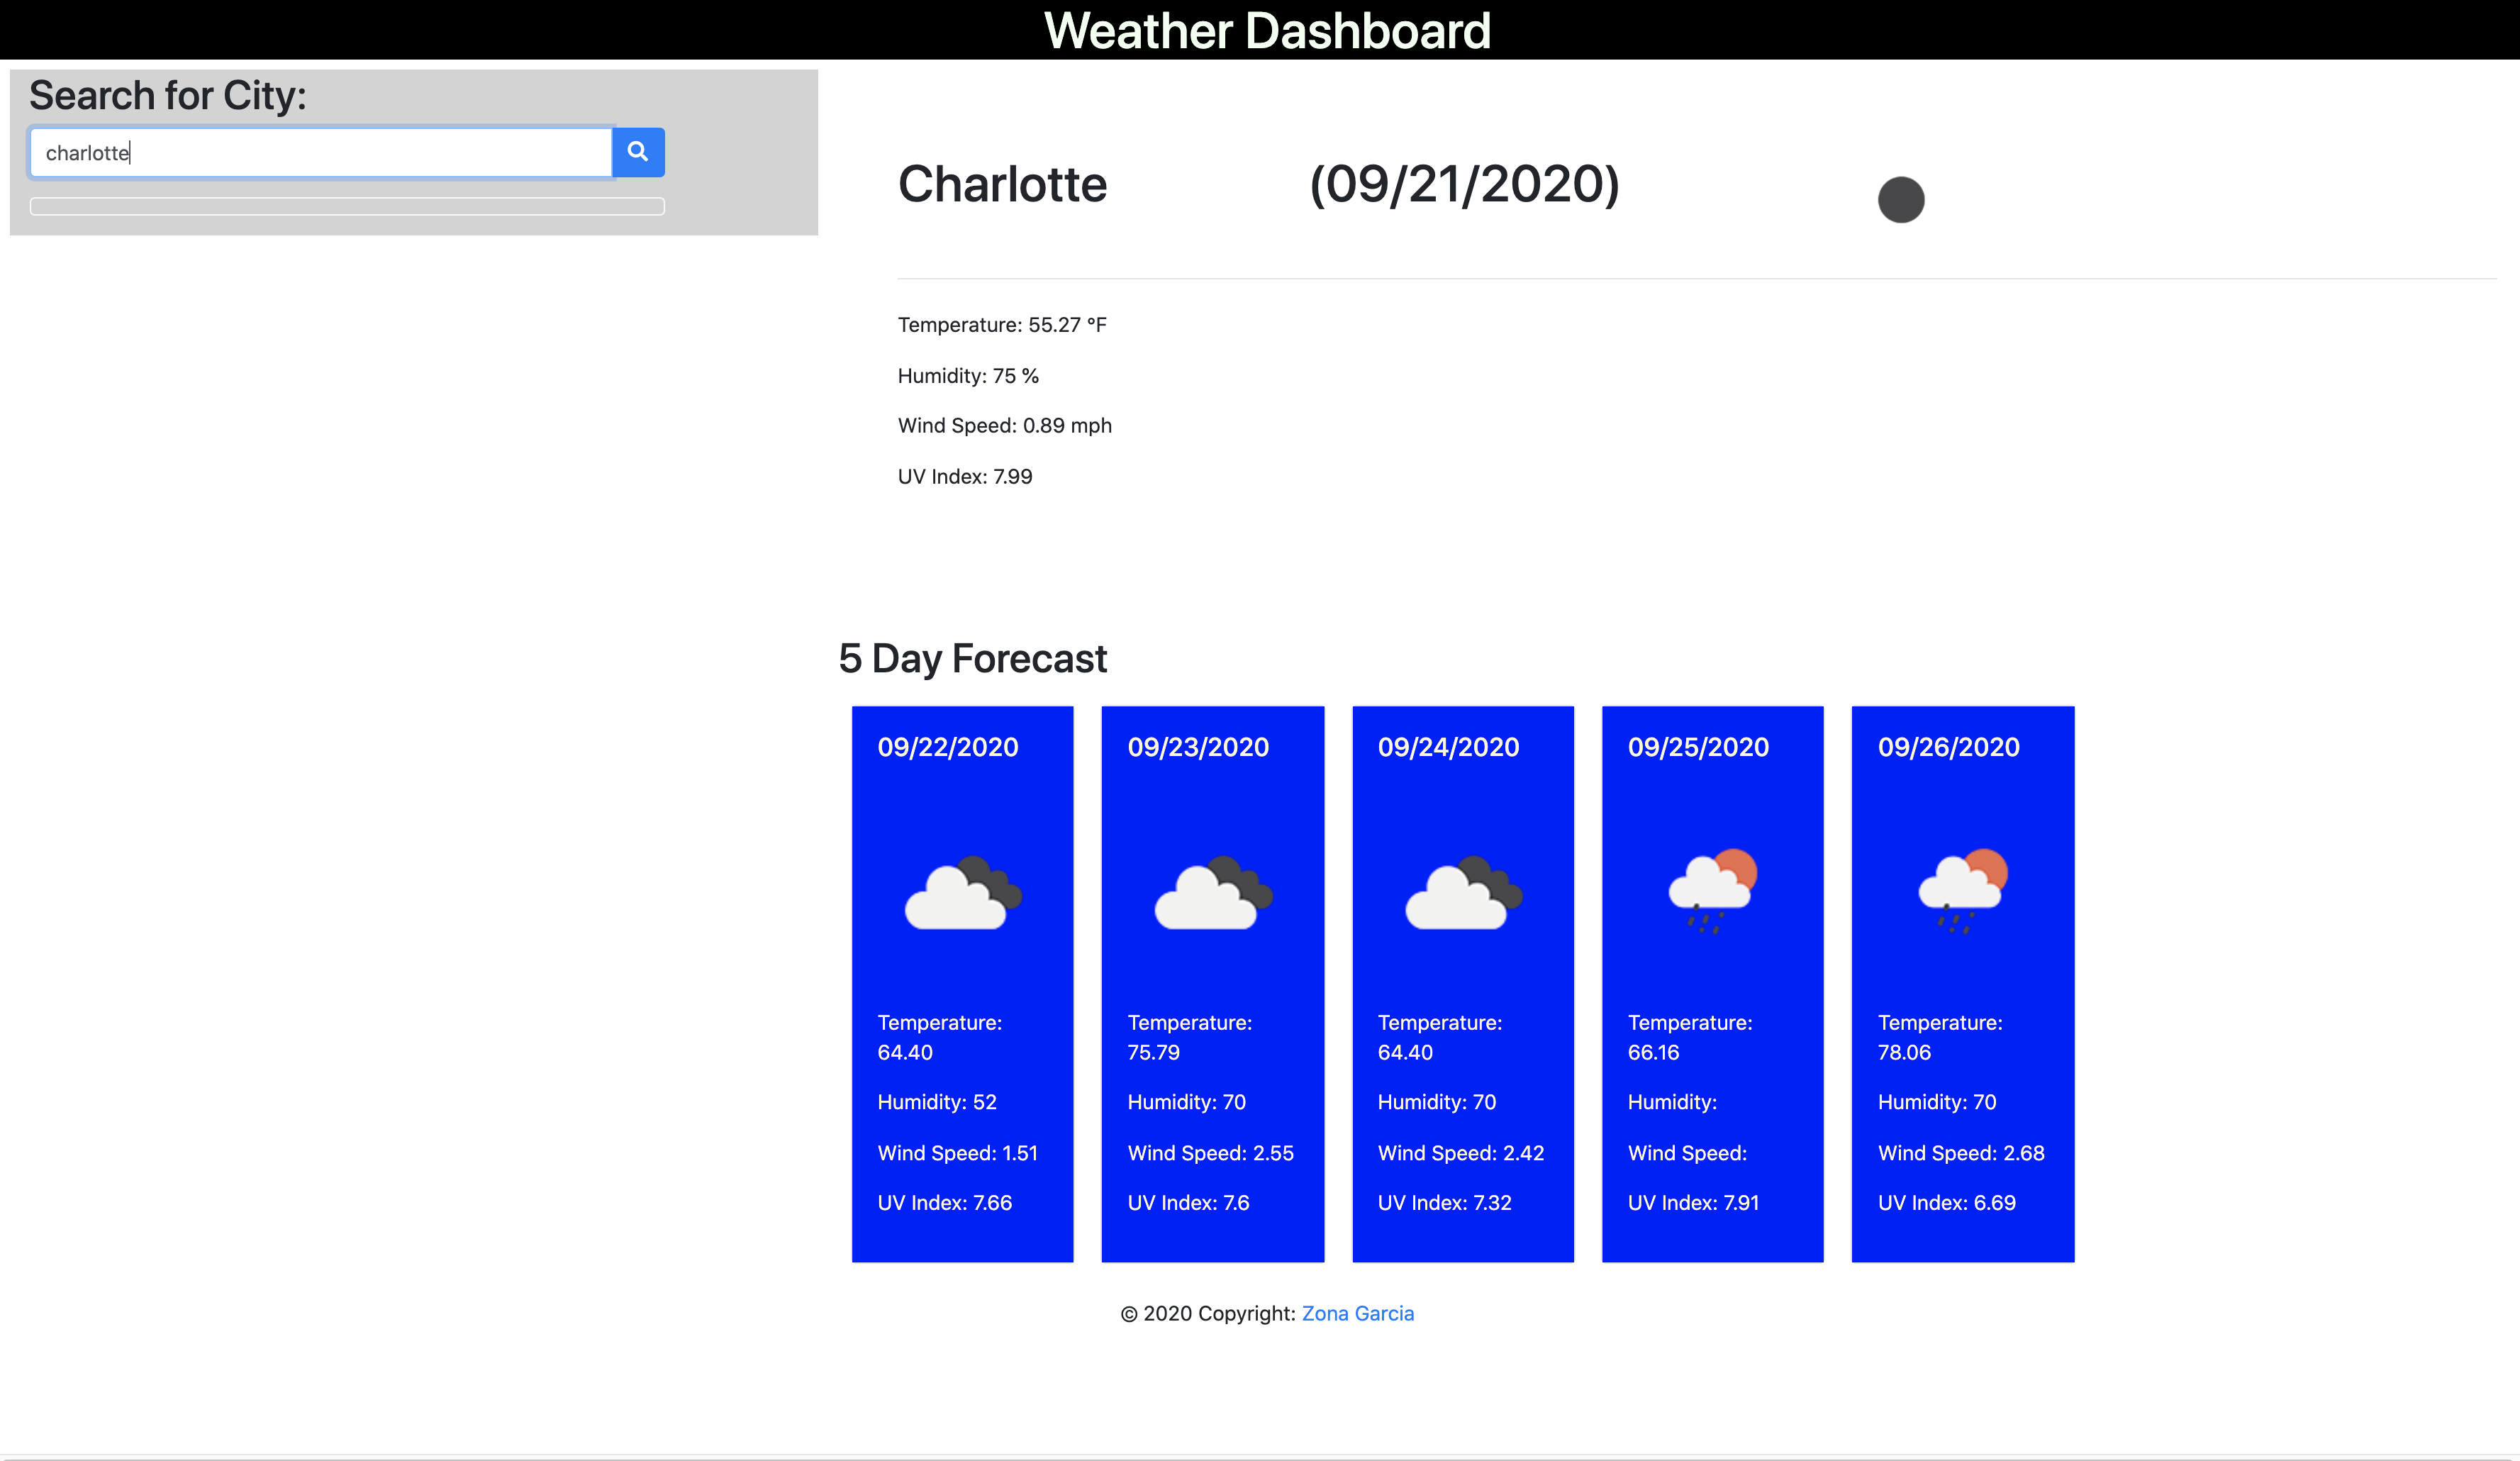 Weather Dashboard
Search for City:
charlotte
Charlotte (09/21/2020)
Temperature: 55.27 °F
Humidity: 75 %
Wind Speed: 0.89 mph
UV Index: 7.99
5 Day Forecast
09/22/2020
Temperature:
64.40
Humidity: 52
Wind Speed: 1.51
UV Index: 7.66
09/23/2020
Temperature:
75.79
Humidity: 70
Wind Speed: 2.55
UV Index: 7.6
09/24/2020
Temperature:
64.40
Humidity: 70
Wind Speed: 2.42
UV Index: 7.32
09/25/2020
Temperature:
66.16
Humidity:
Wind Speed:
UV Index: 7.91
09/26/2020
Temperature:
78.06
Humidity: 70
Wind Speed: 2.68
UV Index: 6.69
© 2020 Copyright: Zona Garcia